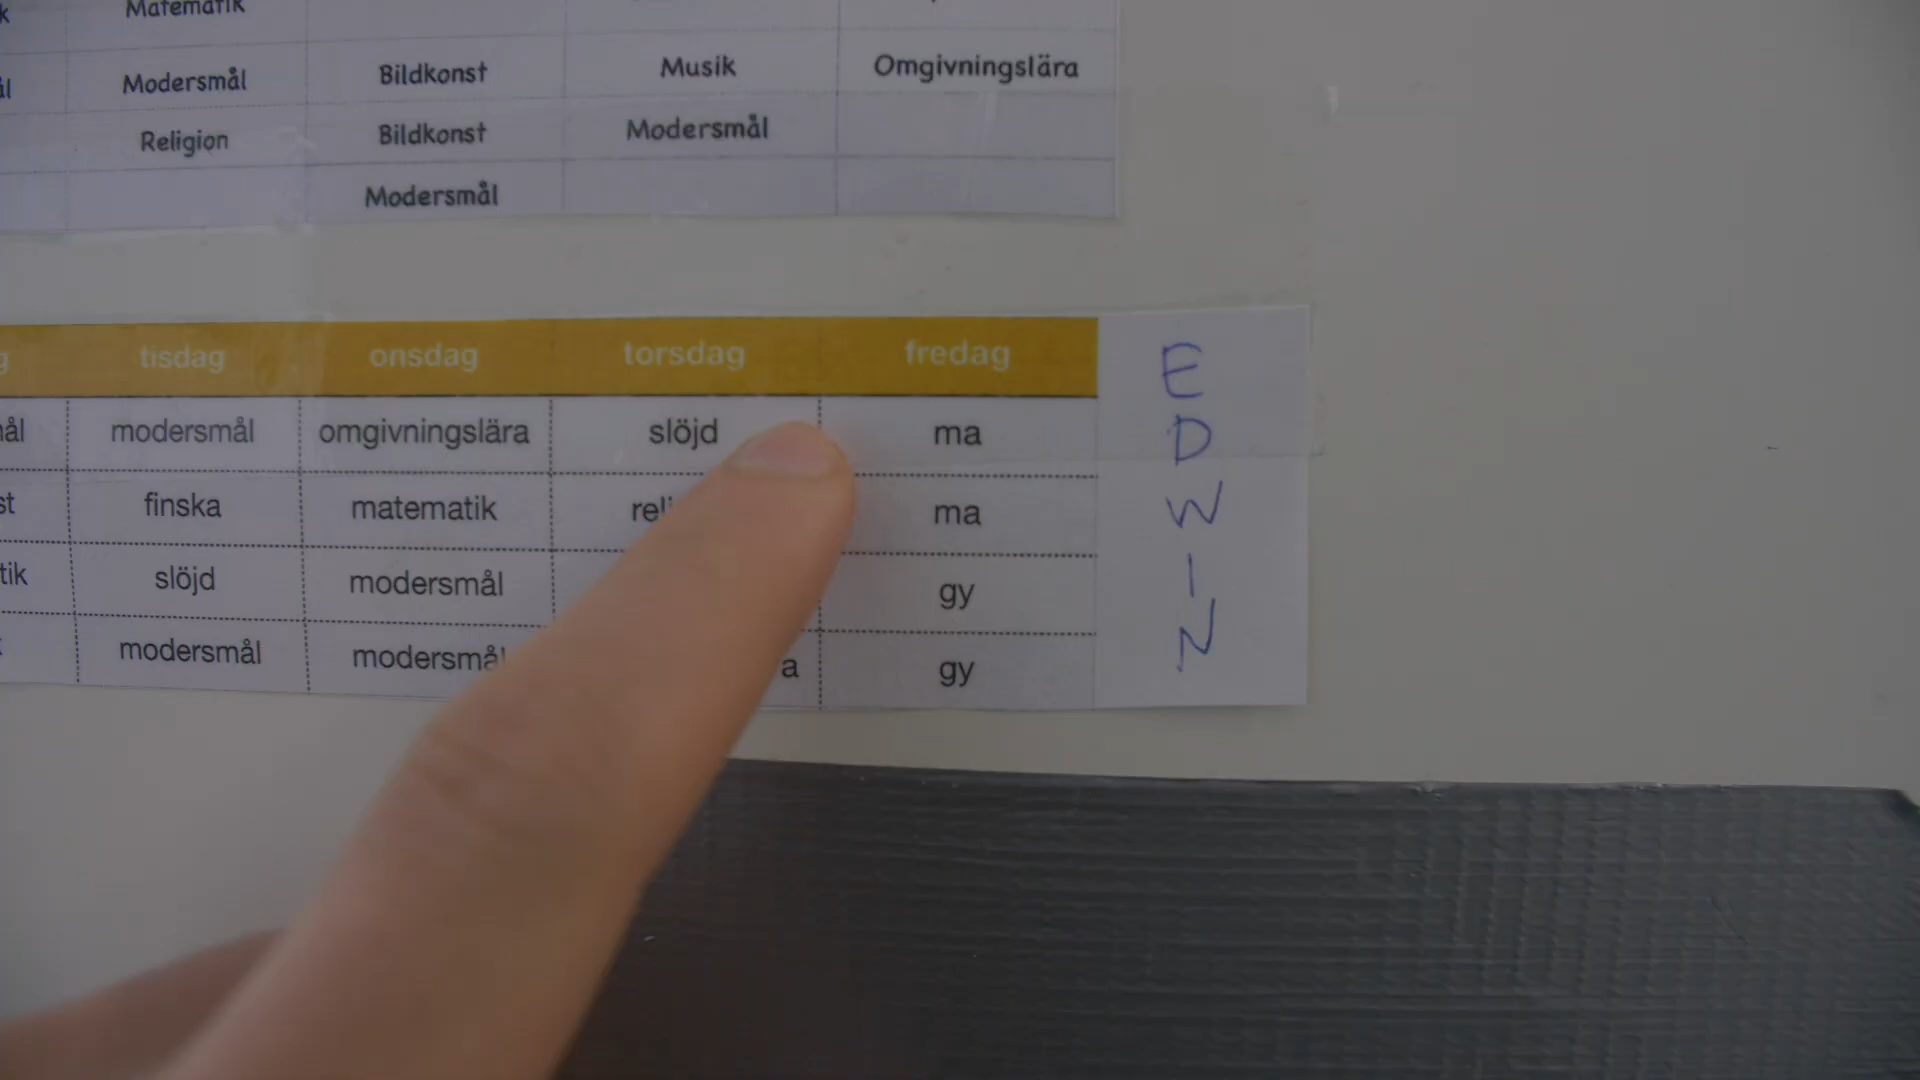 Matematik
Modersmål Bildkonst Musik Omgivningslära
Religion Bildkonst Modersmål
Modersmål
tisdag onsdag torsdag fredag
modersmål omgivningslära slöjd ma
finska matematik ma
slöjd modersmål gy
modersmål modersmål gy
E
D
W
I
N